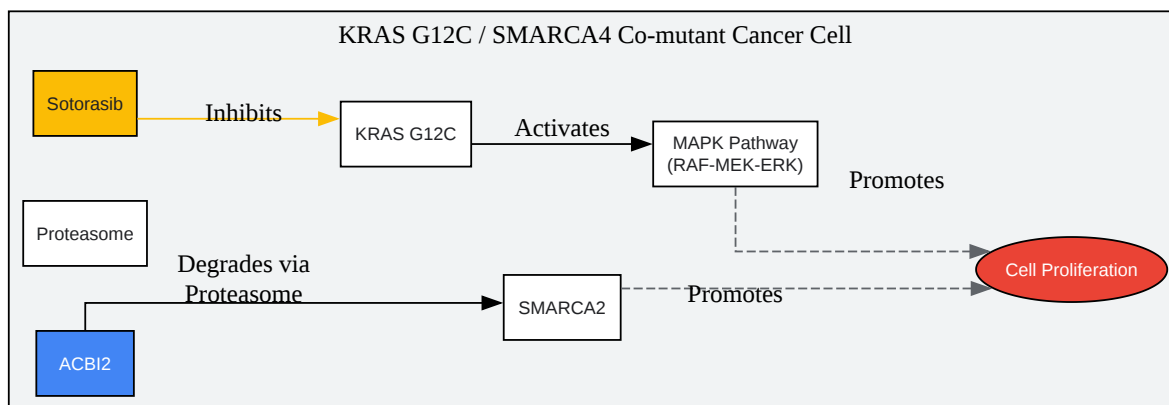 KRAS G12C / SMARCA4 Co-mutant Cancer Cell
Sotorasib
Inhibits
KRAS G12C
Activates
MAPK Pathway
(RAF-MEK-ERK)
Promotes
Proteasome
Degrades via
Proteasome
SMARCA2
Promotes
Cell Proliferation
ACBI2